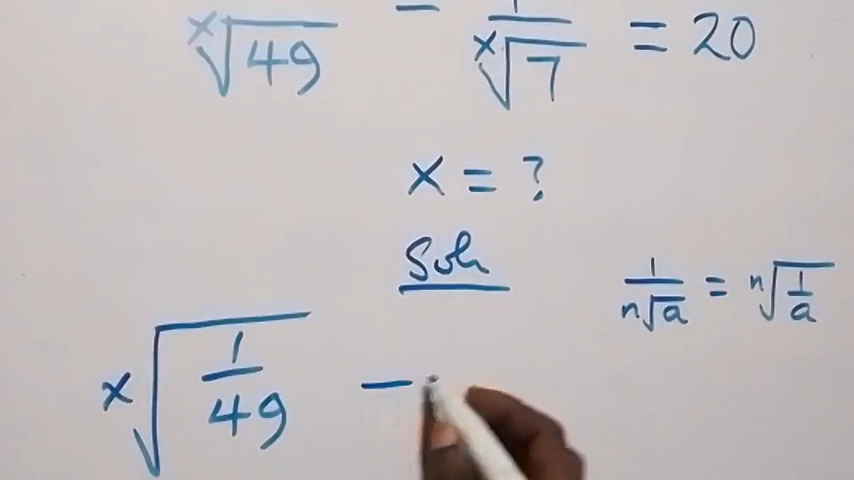 ˣ√49 − 1/ˣ√7 = 20
x = ?
Soln
1/ⁿ√a = ⁿ√(1/a)
ˣ√(1/49) −